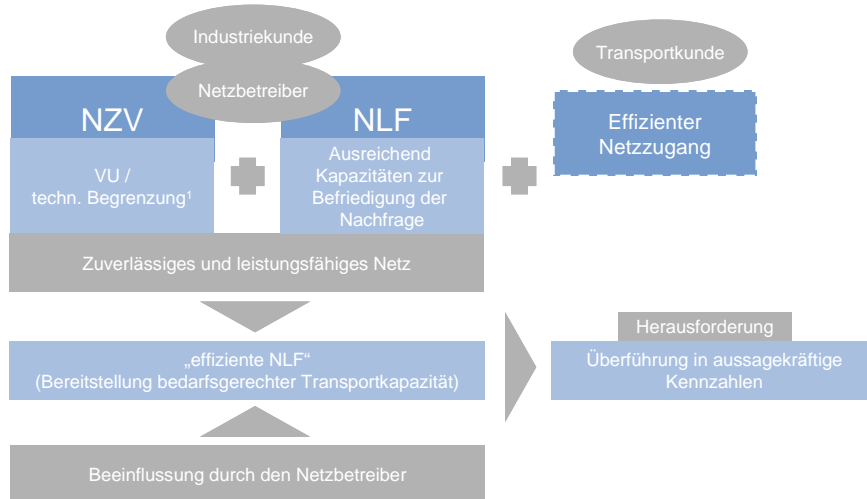 Industriekunde
Transportkunde
Netzbetreiber
NZV
NLF
Effizienter
Netzzugang
VU /
techn. Begrenzung¹
Ausreichend
Kapazitäten zur
Befriedigung der
Nachfrage
Zuverlässiges und leistungsfähiges Netz
Herausforderung
„effiziente NLF“
(Bereitstellung bedarfsgerechter Transportkapazität)
Überführung in aussagekräftige
Kennzahlen
Beeinflussung durch den Netzbetreiber